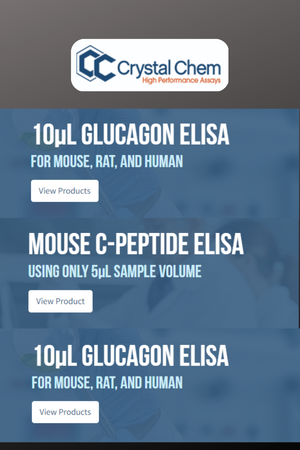 Crystal Chem
High Performance Assays
10µL GLUCAGON ELISA
FOR MOUSE, RAT, AND HUMAN
View Products
MOUSE C-PEPTIDE ELISA
USING ONLY 5µL SAMPLE VOLUME
View Product
10µL GLUCAGON ELISA
FOR MOUSE, RAT, AND HUMAN
View Products